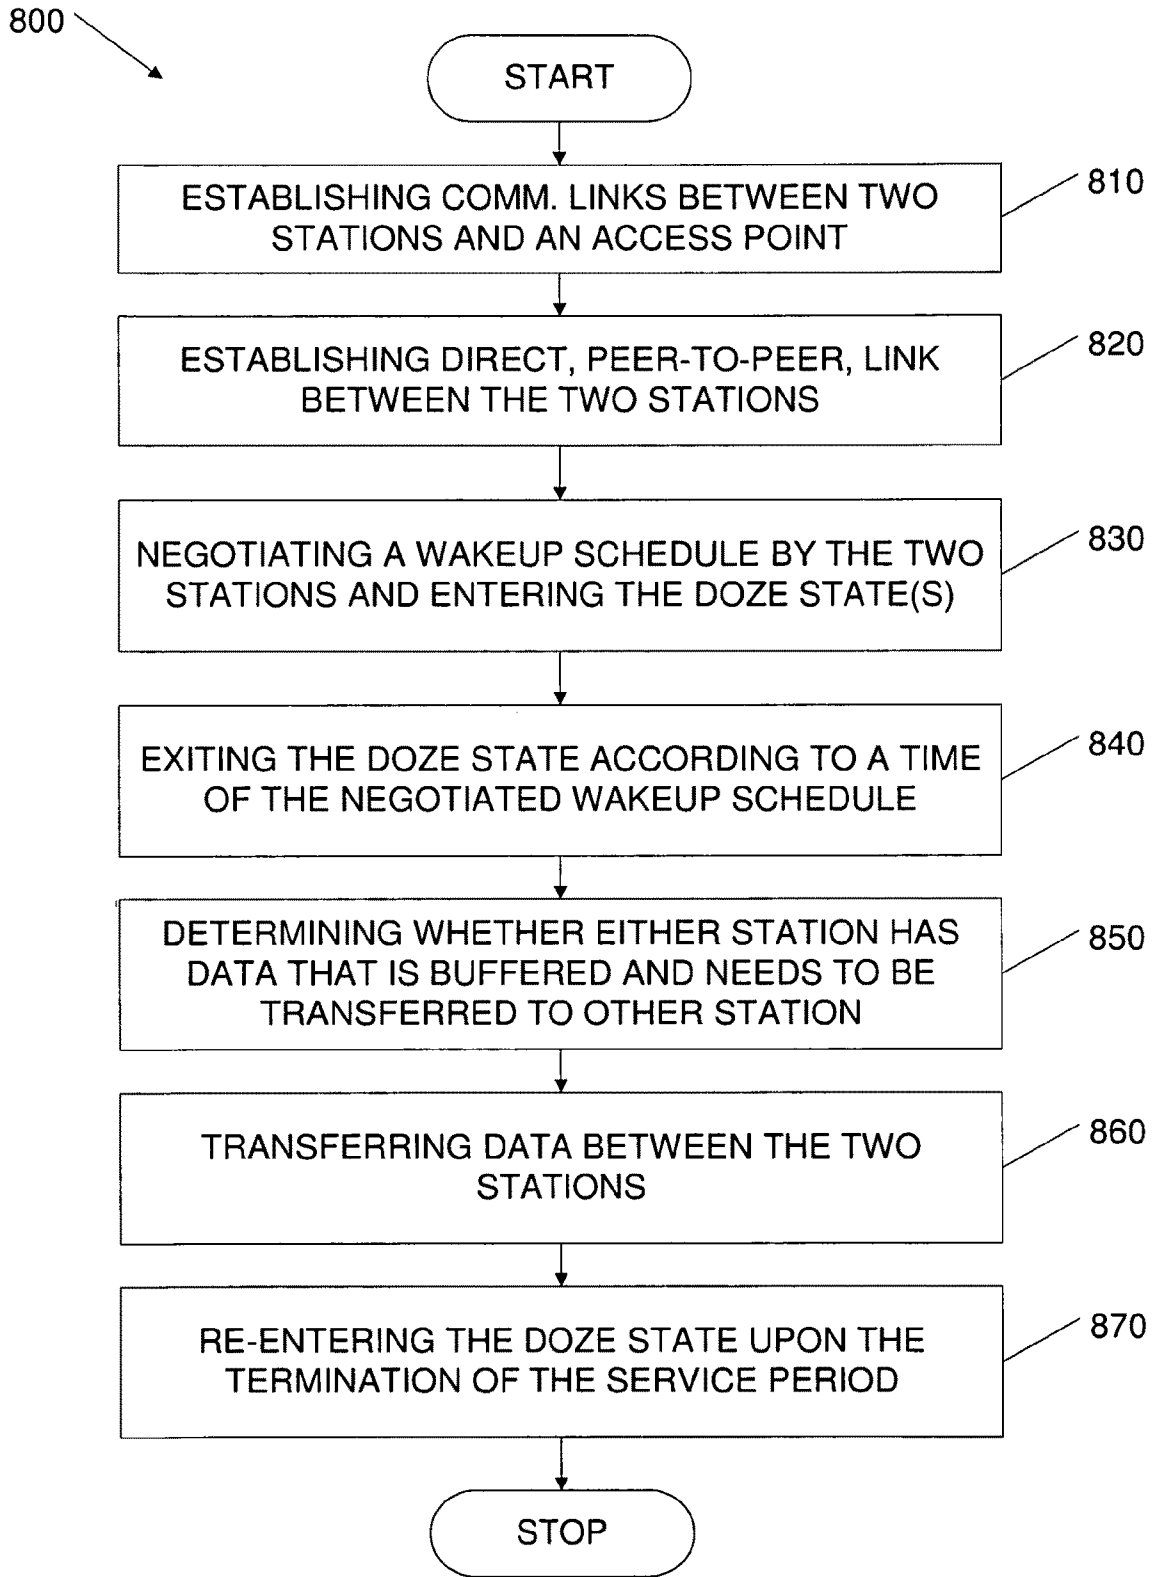 800
START
ESTABLISHING COMM. LINKS BETWEEN TWO
STATIONS AND AN ACCESS POINT
810
ESTABLISHING DIRECT, PEER-TO-PEER, LINK
BETWEEN THE TWO STATIONS
820
NEGOTIATING A WAKEUP SCHEDULE BY THE TWO
STATIONS AND ENTERING THE DOZE STATE(S)
830
EXITING THE DOZE STATE ACCORDING TO A TIME
OF THE NEGOTIATED WAKEUP SCHEDULE
840
DETERMINING WHETHER EITHER STATION HAS
DATA THAT IS BUFFERED AND NEEDS TO BE
TRANSFERRED TO OTHER STATION
850
TRANSFERRING DATA BETWEEN THE TWO
STATIONS
860
RE-ENTERING THE DOZE STATE UPON THE
TERMINATION OF THE SERVICE PERIOD
870
STOP